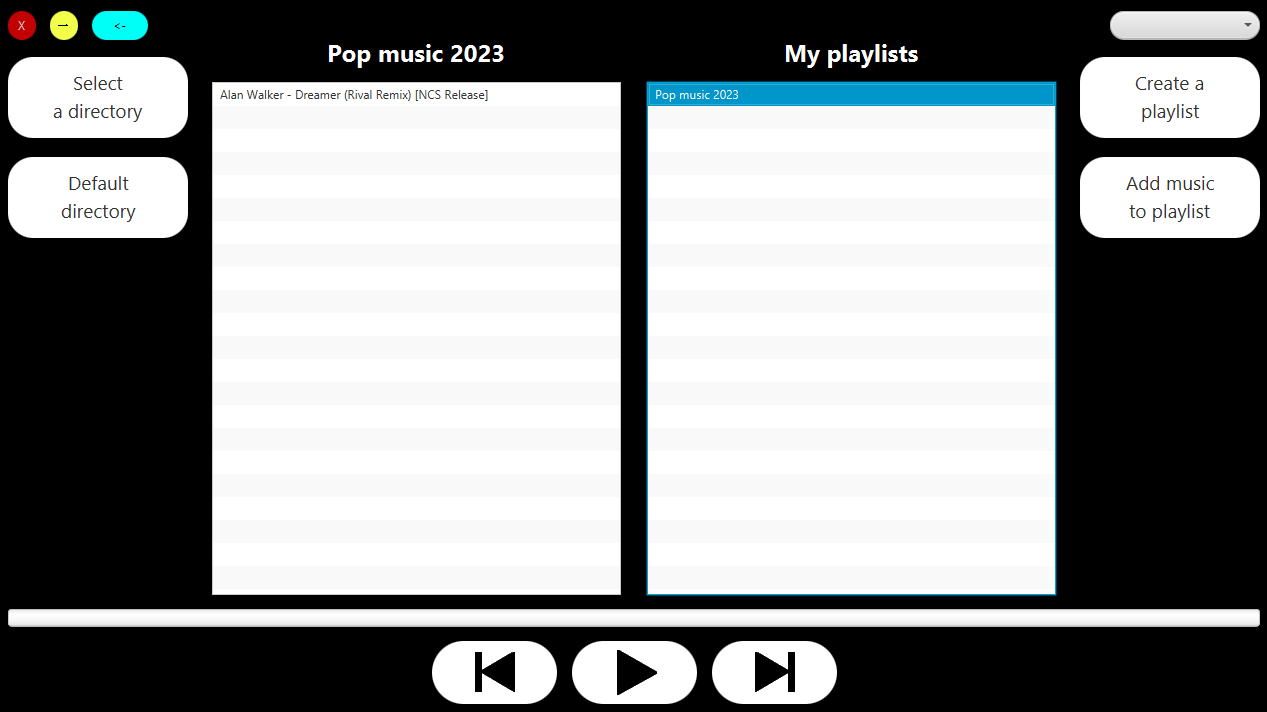 X
<-
Pop music 2023
My playlists
Select
a directory
Default
directory
Alan Walker - Dreamer (Rival Remix) [NCS Release]
Pop music 2023
Create a
playlist
Add music
to playlist